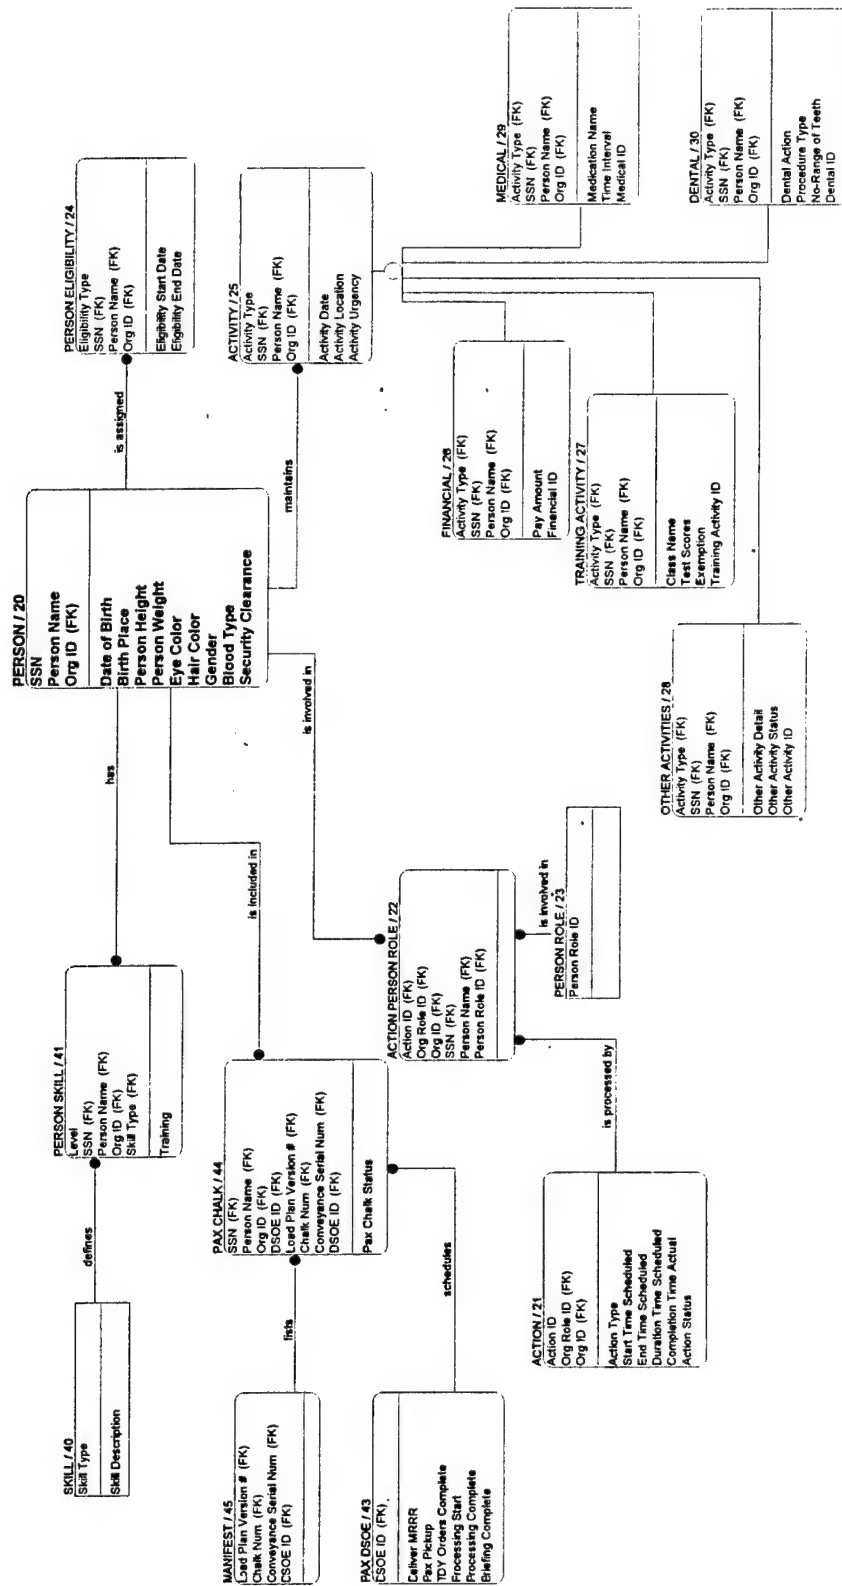 SKILL / 40
Skill Type
Skill Description
defines
PERSON SKILL / 41
Level
SSN (FK)
Person Name (FK)
Org ID (FK)
Skill Type (FK)
Training
has
PERSON / 20
SSN
Person Name
Org ID (FK)
Date of Birth
Birth Place
Person Height
Person Weight
Eye Color
Hair Color
Gender
Blood Type
Security Clearance
is assigned
PERSON ELIGIBILITY / 24
Eligibility Type
SSN (FK)
Person Name (FK)
Org ID (FK)
Eligibility Start Date
Eligibility End Date
MANIFEST / 45
Load Plan Version # (FK)
Chalk Num (FK)
Conveyance Serial Num (FK)
DSOE ID (FK)
lists
PAX CHALK / 44
SSN (FK)
Person Name (FK)
Org ID (FK)
DSOE ID (FK)
Load Plan Version # (FK)
Chalk Num (FK)
Conveyance Serial Num (FK)
DSOE ID (FK)
Pax Chalk Status
is included in
maintains
ACTIVITY / 25
Activity Type
SSN (FK)
Person Name (FK)
Org ID (FK)
Activity Date
Activity Location
Activity Urgency
PAX DSOE / 43
DSOE ID (FK)
Deliver MRRR
Pax Pickup
TDY Orders Complete
Processing Start
Processing Complete
Briefing Complete
schedules
ACTION PERSON ROLE / 22
Action ID (FK)
Org Role ID (FK)
Org ID (FK)
SSN (FK)
Person Name (FK)
Person Role ID (FK)
is involved in
FINANCIAL / 26
Activity Type (FK)
SSN (FK)
Person Name (FK)
Org ID (FK)
Pay Amount
Financial ID
MEDICAL / 29
Activity Type (FK)
SSN (FK)
Person Name (FK)
Org ID (FK)
Medication Name
Time Interval
Medical ID
ACTION / 21
Action ID
Org Role ID (FK)
Org ID (FK)
Action Type
Start Time Scheduled
End Time Scheduled
Duration Time Scheduled
Completion Time Actual
Action Status
is processed by
is involved in
PERSON ROLE / 23
Person Role ID
TRAINING ACTIVITY / 27
Activity Type (FK)
SSN (FK)
Person Name (FK)
Org ID (FK)
Class Name
Test Scores
Exemption
Training Activity ID
OTHER ACTIVITIES / 28
Activity Type (FK)
SSN (FK)
Person Name (FK)
Org ID (FK)
Other Activity Detail
Other Activity Status
Other Activity ID
DENTAL / 30
Activity Type (FK)
SSN (FK)
Person Name (FK)
Org ID (FK)
Dental Action
Procedure Type
No-Range of Teeth
Dental ID